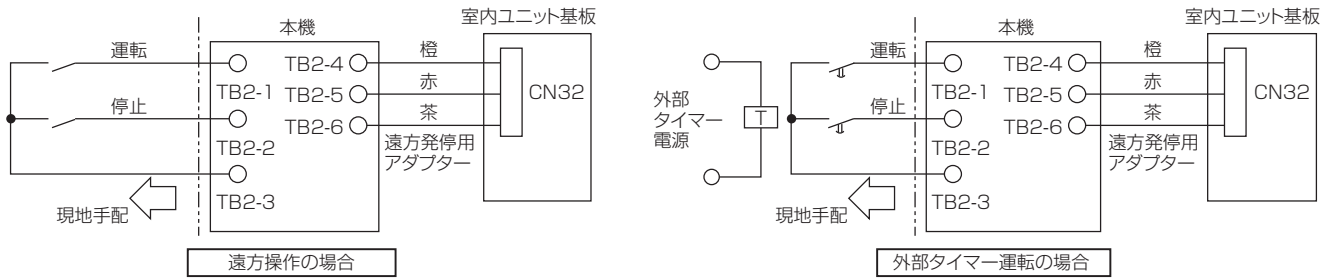 室内ユニット基板
本機
運転
TB2-4
橙
TB2-1
TB2-5
赤
CN32
停止
TB2-6
茶
TB2-2
遠方発停用
アダプター
TB2-3
現地手配
遠方操作の場合
室内ユニット基板
本機
運転
TB2-4
橙
外部
タイマー
電源
T
TB2-1
TB2-5
赤
CN32
停止
TB2-6
茶
TB2-2
遠方発停用
アダプター
TB2-3
現地手配
外部タイマー運転の場合